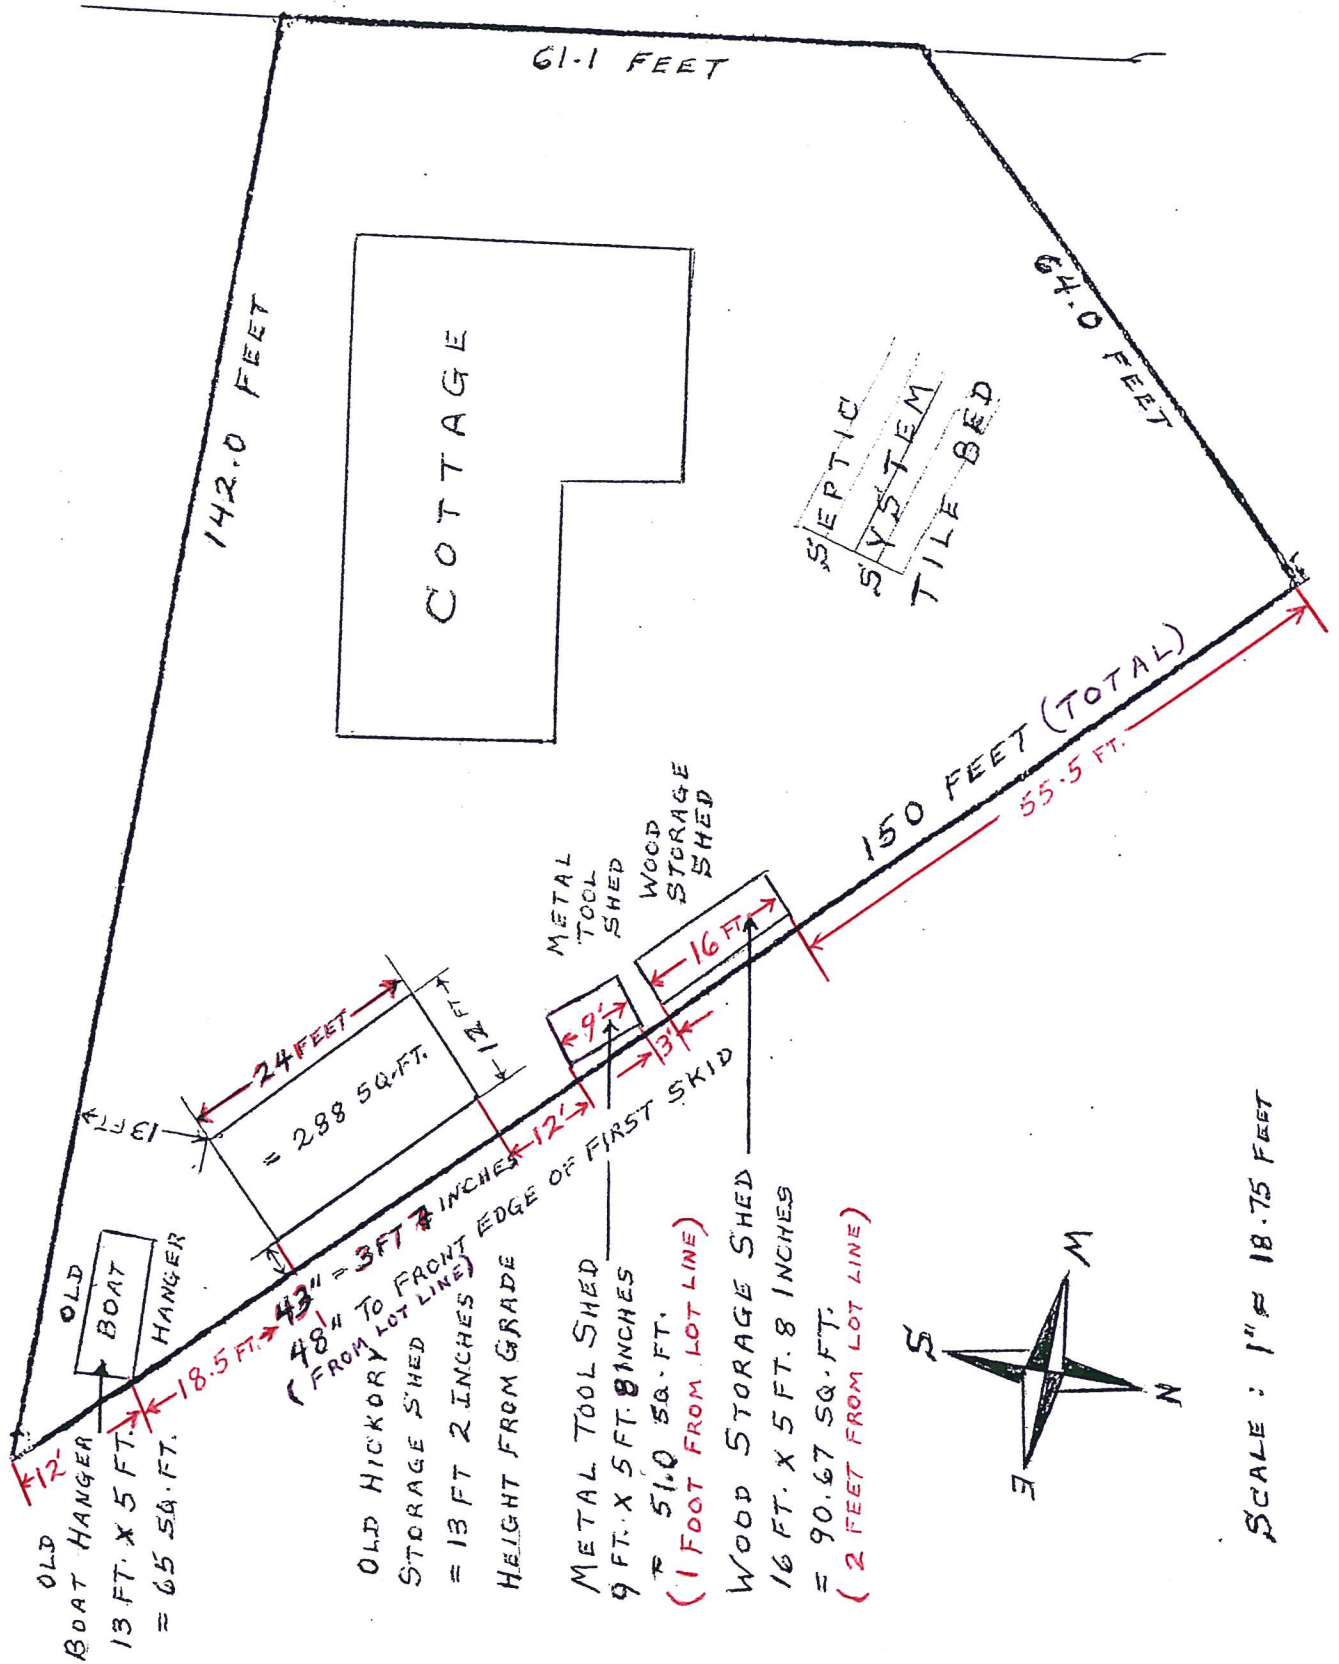 61.1 FEET
142.0 FEET
COTTAGE
64.0 FEET
SEPTIC
SYSTEM
TILE BED
150 FEET (TOTAL)
55.5 FT.
METAL
TOOL
SHED
WOOD
STORAGE
SHED
16 FT.
9'
3'
12'
24 FEET
= 288 SQ.FT.
12 FT
13 FT
OLD
BOAT
HANGER
18.5 FT.
12'
OLD
BOAT HANGER
13 FT. X 5 FT.
= 65 SQ.FT.
43" = 3FT 7 INCHES
48" TO FRONT EDGE OF FIRST SKID
(FROM LOT LINE)
OLD HICKORY
STORAGE SHED
= 13 FT 2 INCHES
HEIGHT FROM GRADE
METAL TOOL SHED
9 FT. X 5 FT. 8 INCHES
= 51.0 SQ.FT.
(1 FOOT FROM LOT LINE)
WOOD STORAGE SHED
16 FT. X 5 FT. 8 INCHES
= 90.67 SQ.FT.
(2 FEET FROM LOT LINE)
S
E
N
SCALE : 1" = 18.75 FEET